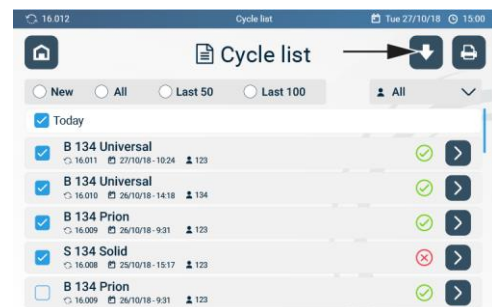 16.012 Cycle list Tue 27/10/18 15:00
Cycle list
New All Last 50 Last 100 All
Today
B 134 Universal
16.011 27/10/18-10:24 123
B 134 Universal
16.010 26/10/18-14:18 134
B 134 Prion
16.009 26/10/18-9:31 123
S 134 Solid
16.008 25/10/18-15:17 123
B 134 Prion
16.009 26/10/18-9:31 123